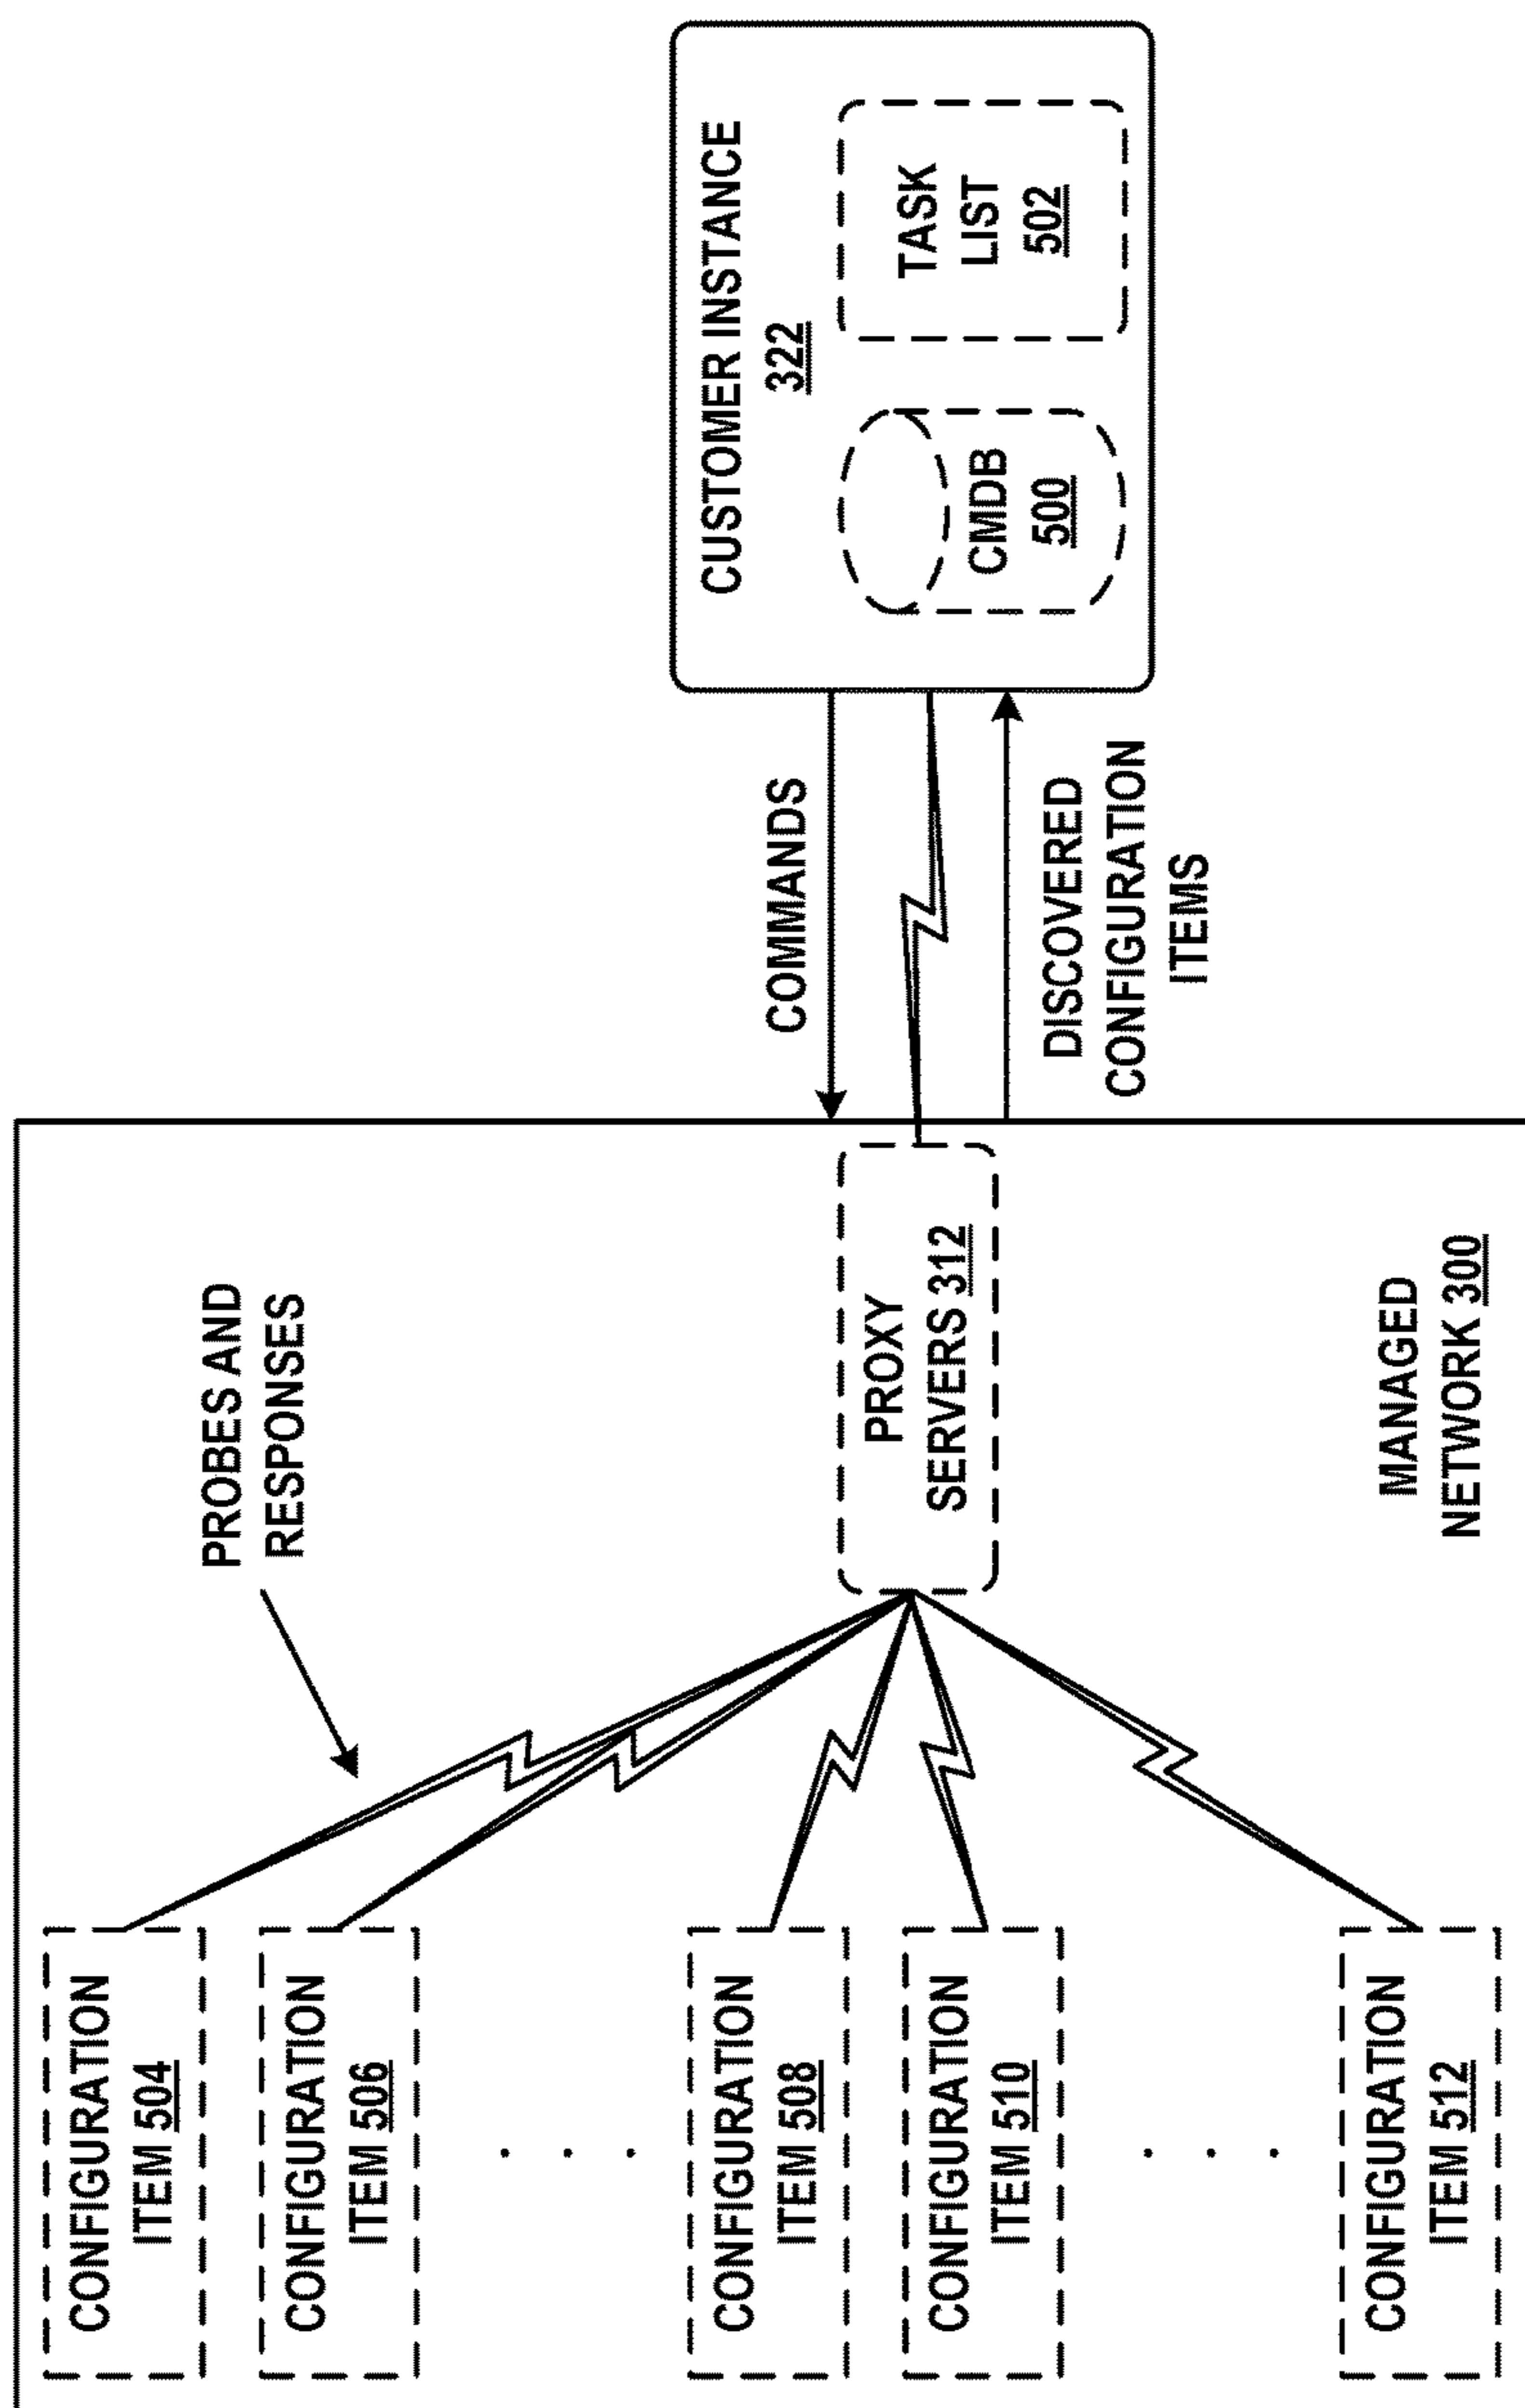 CONFIGURATION
ITEM 504
CONFIGURATION
ITEM 506
. . .
CONFIGURATION
ITEM 508
CONFIGURATION
ITEM 510
. . .
CONFIGURATION
ITEM 512
PROBES AND
RESPONSES
PROXY
SERVERS 312
MANAGED
NETWORK 300
COMMANDS
DISCOVERED
CONFIGURATION
ITEMS
CUSTOMER INSTANCE
322
CMDB
500
TASK
LIST
502